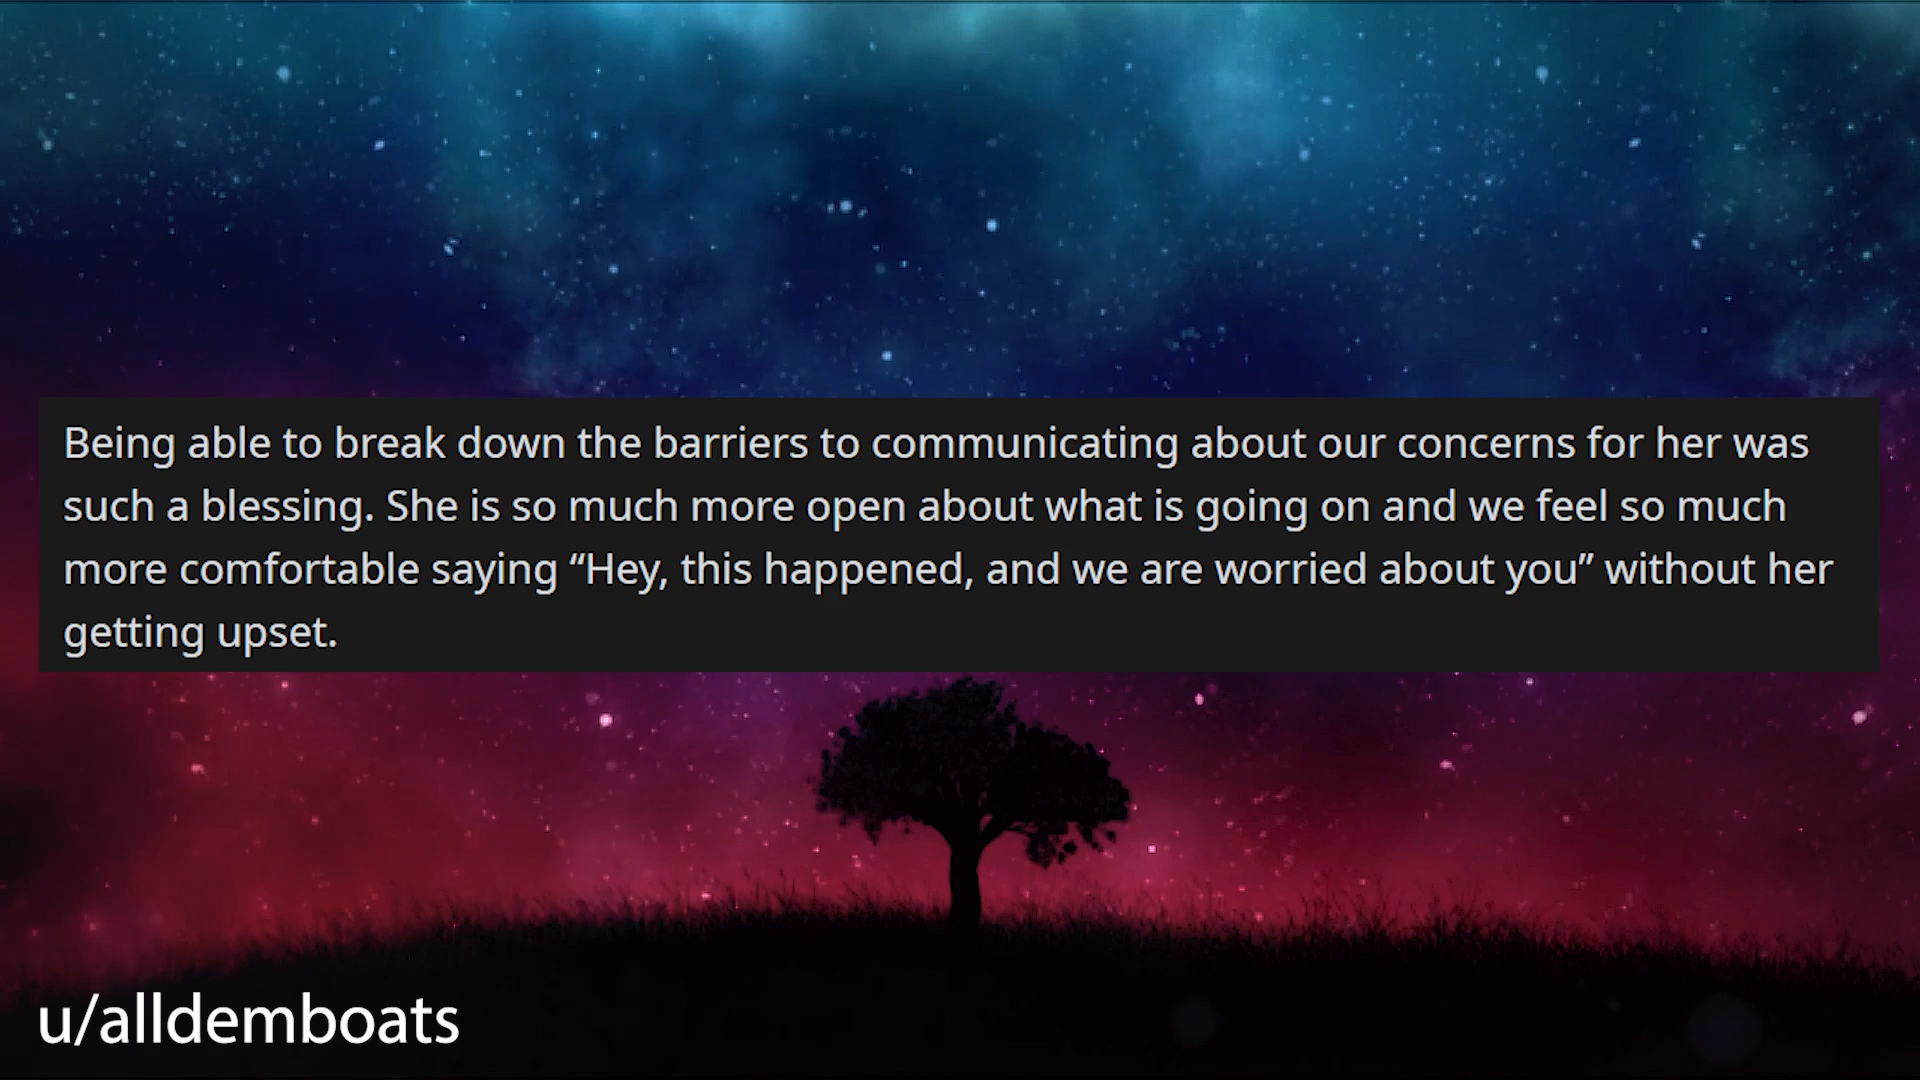 Being able to break down the barriers to communicating about our concerns for her was
such a blessing. She is so much more open about what is going on and we feel so much
more comfortable saying “Hey, this happened, and we are worried about you” without her
getting upset.
u/alldemboats